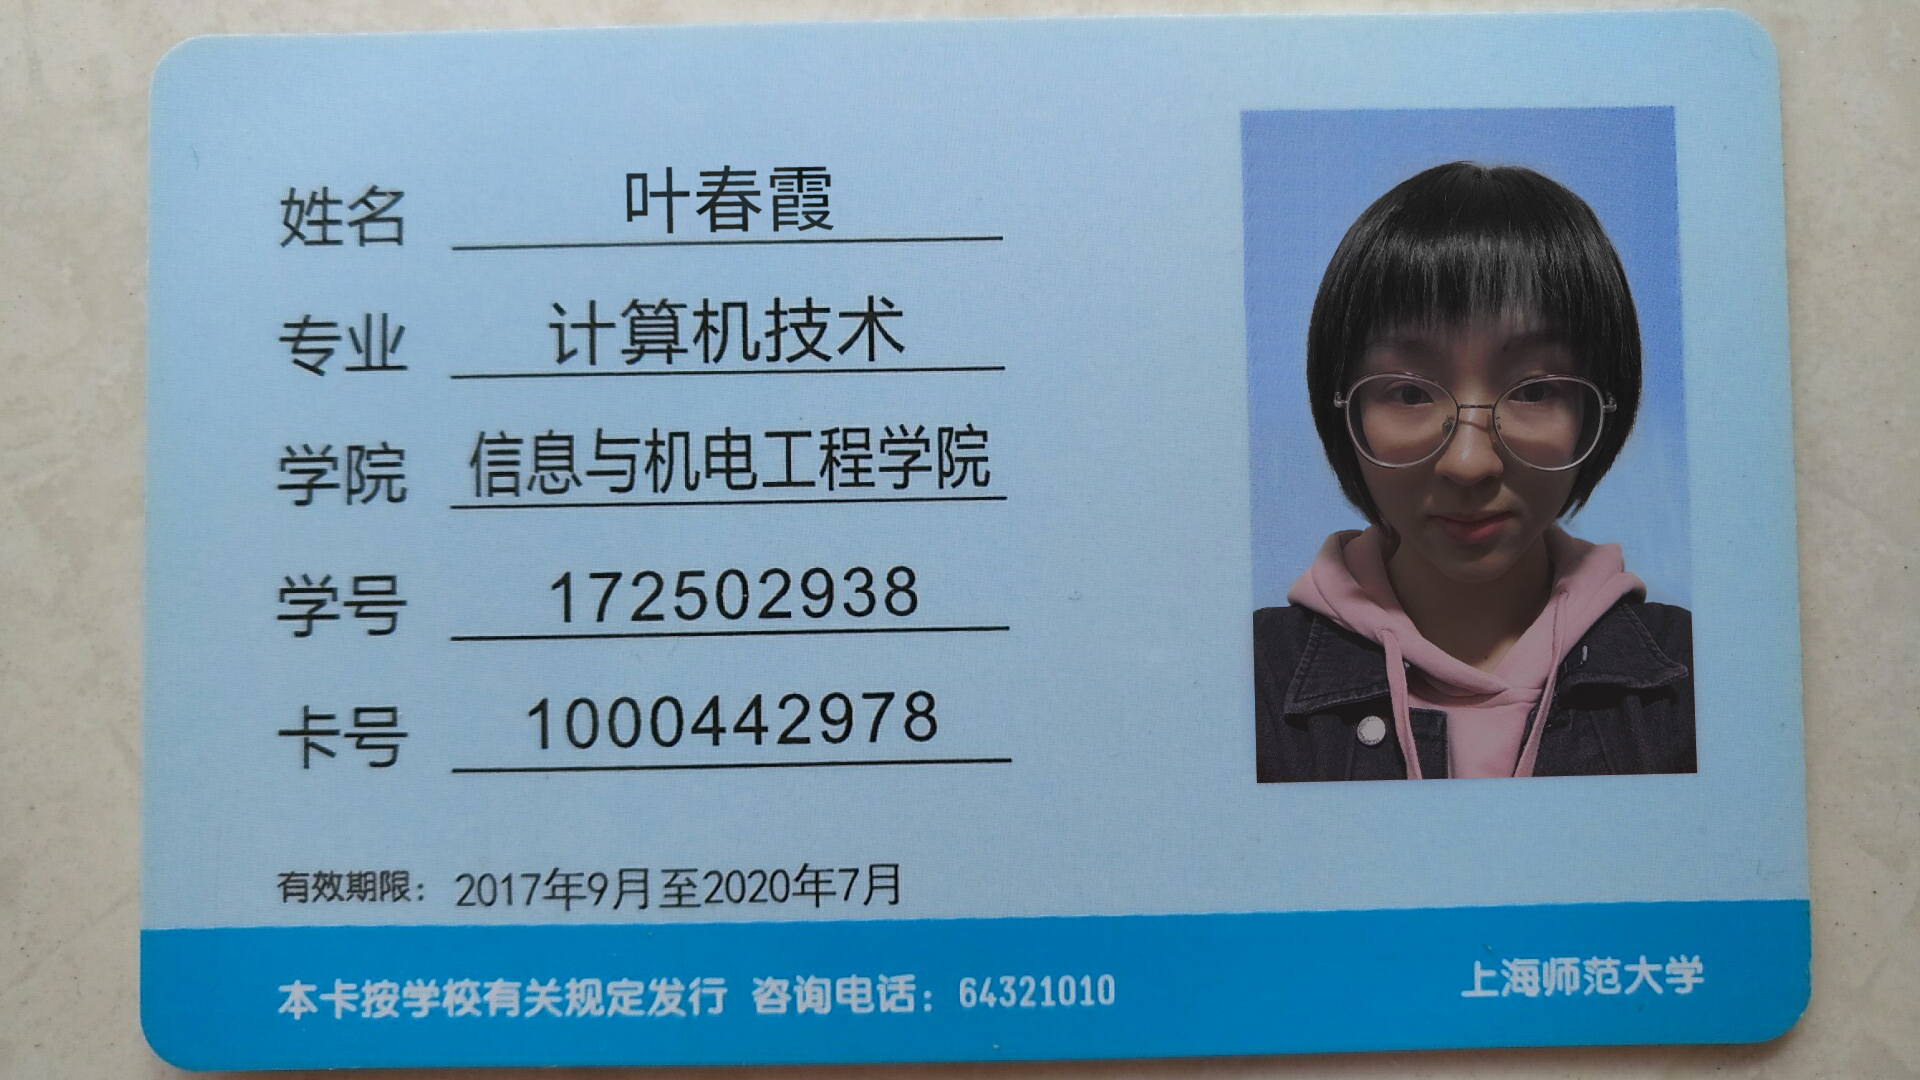 姓名 叶春霞
专业 计算机技术
学院 信息与机电工程学院
学号 172502938
卡号 1000442978
有效期限：2017年9月至2020年7月
本卡按学校有关规定发行 咨询电话：64321010
上海师范大学